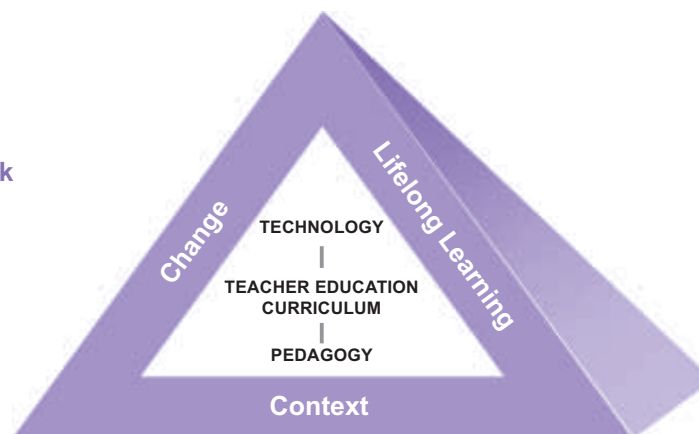 k
Change
Lifelong Learning
TECHNOLOGY
TEACHER EDUCATION
CURRICULUM
PEDAGOGY
Context